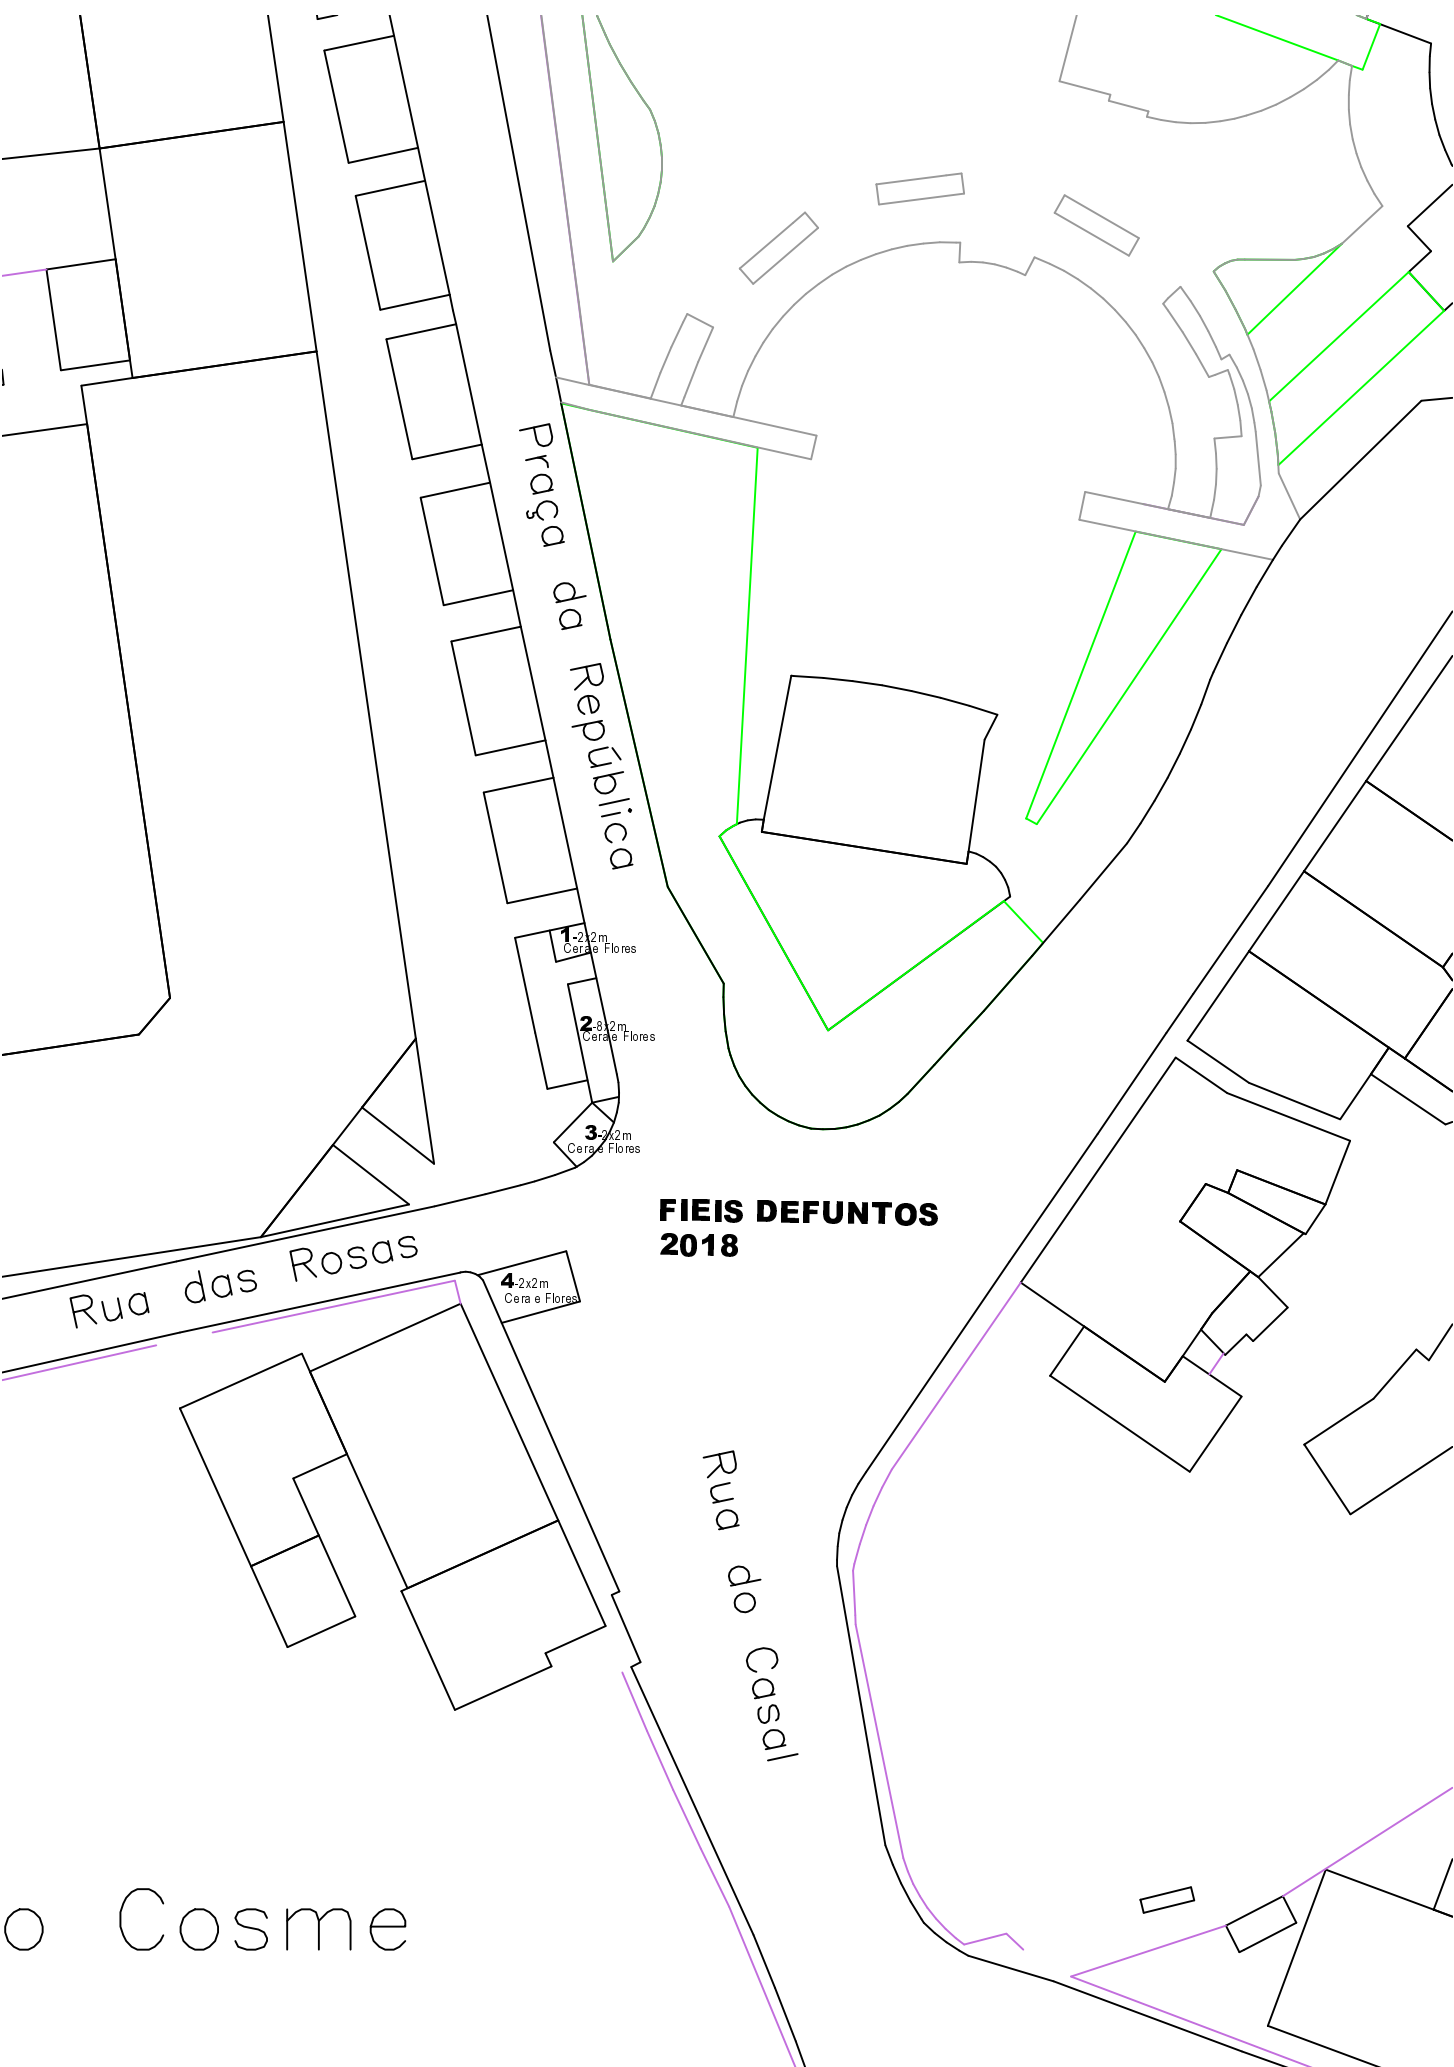 Praça da República
1-2x2m
Cera e Flores
2-8x2m
Cera e Flores
3-2x2m
Cera e Flores
FIEIS DEFUNTOS
2018
Rua das Rosas
4-2x2m
Cera e Flores
Rua do Casal
o Cosme